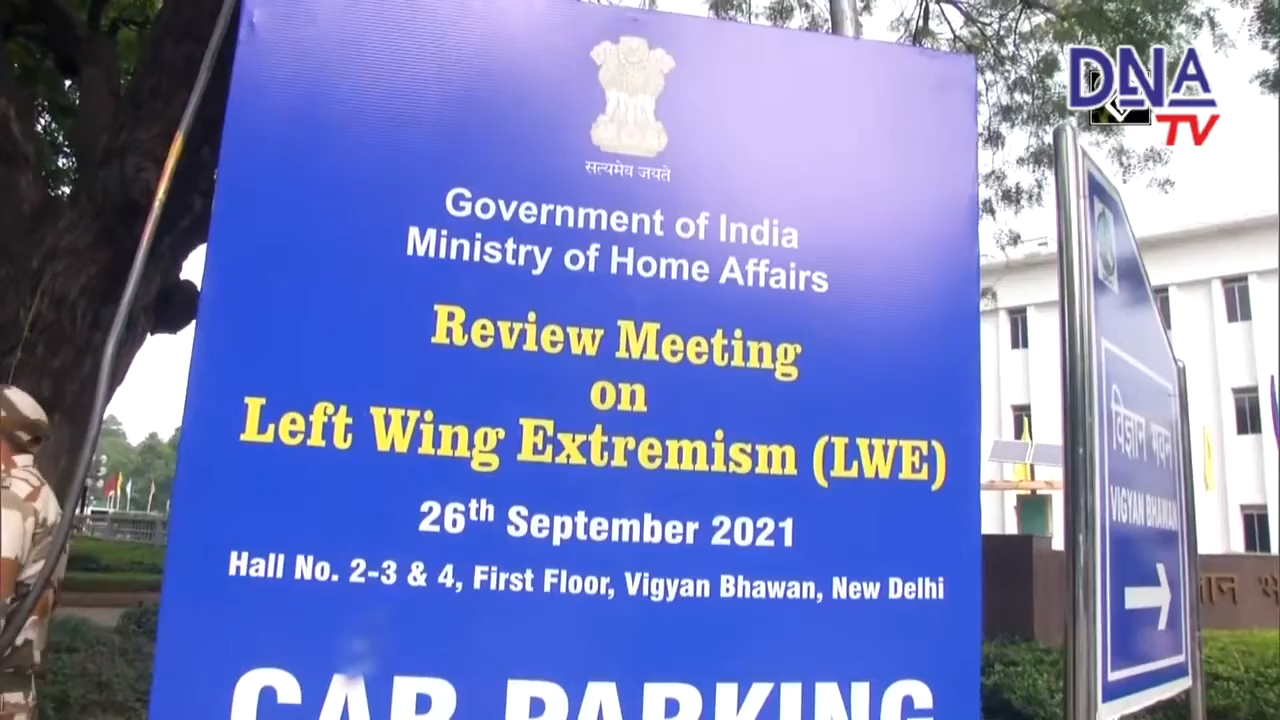 सत्यमेव जयते
Government of India
Ministry of Home Affairs
Review Meeting
on
Left Wing Extremism (LWE)
26th September 2021
Hall No. 2-3 & 4, First Floor, Vigyan Bhawan, New Delhi
CAR PARKING
DNA
TV
विज्ञान भवन
VIGYAN BHAWAN